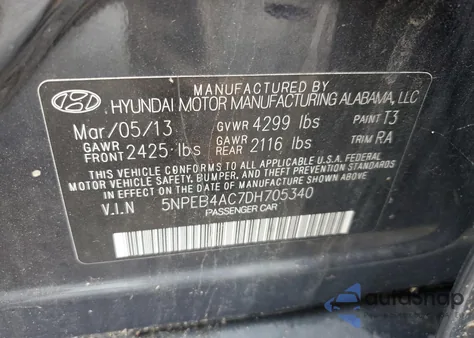 MANUFACTURED BY
HYUNDAI MOTOR MANUFACTURING ALABAMA, LLC
Mar/05/13 GVWR 4299 lbs PAINT T3
GAWR FRONT 2425 lbs GAWR REAR 2116 lbs TRIM RA
THIS VEHICLE CONFORMS TO ALL APPLICABLE U.S.A. FEDERAL
MOTOR VEHICLE SAFETY, BUMPER, AND THEFT PREVENTION
STANDARDS IN EFFECT ON THE DATE OF MANUFACTURE
SHOWN ABOVE.
V.I.N 5NPEB4AC7DH705340
PASSENGER CAR
autosnap